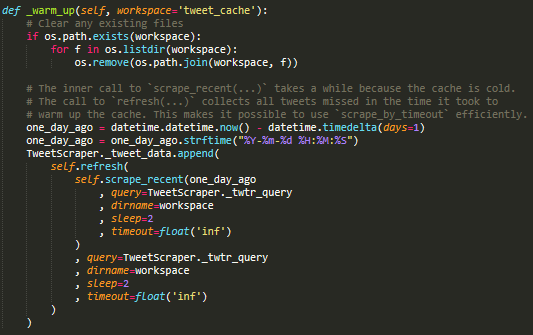 def _warm_up(self, workspace='tweet_cache'):
    # Clear any existing files
    if os.path.exists(workspace):
        for f in os.listdir(workspace):
            os.remove(os.path.join(workspace, f))

    # The inner call to `scrape_recent(...)` takes a while because the cache is cold.
    # The call to `refresh(...)` collects all tweets missed in the time it took to
    # warm up the cache. This makes it possible to use `scrape_by_timeout` efficiently.
    one_day_ago = datetime.datetime.now() - datetime.timedelta(days=1)
    one_day_ago = one_day_ago.strftime("%Y-%m-%d %H:%M:%S")
    TweetScraper._tweet_data.append(
        self.refresh(
            self.scrape_recent(one_day_ago
                , query=TweetScraper._twtr_query
                , dirname=workspace
                , sleep=2
                , timeout=float('inf')
            )
            , query=TweetScraper._twtr_query
            , dirname=workspace
            , sleep=2
            , timeout=float('inf')
        )
    )